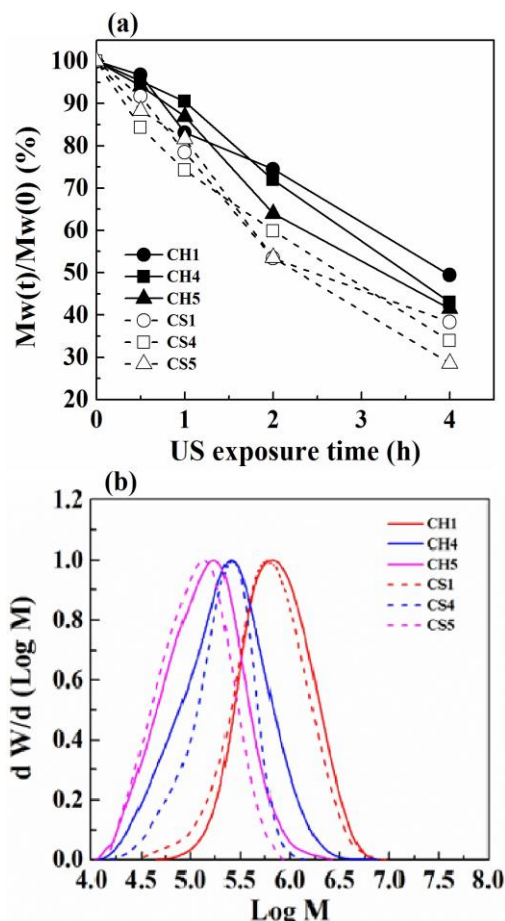 (a)
100
90
80
70
60
50
40
30
20
Mw(t)/Mw(0) (%)
CH1
CH4
CH5
CS1
CS4
CS5
0 1 2 3 4
US exposure time (h)
(b)
1.2
1.0
0.8
0.6
0.4
0.2
0.0
d W/d (Log M)
CH1
CH4
CH5
CS1
CS4
CS5
4.0 4.5 5.0 5.5 6.0 6.5 7.0 7.5 8.0
Log M